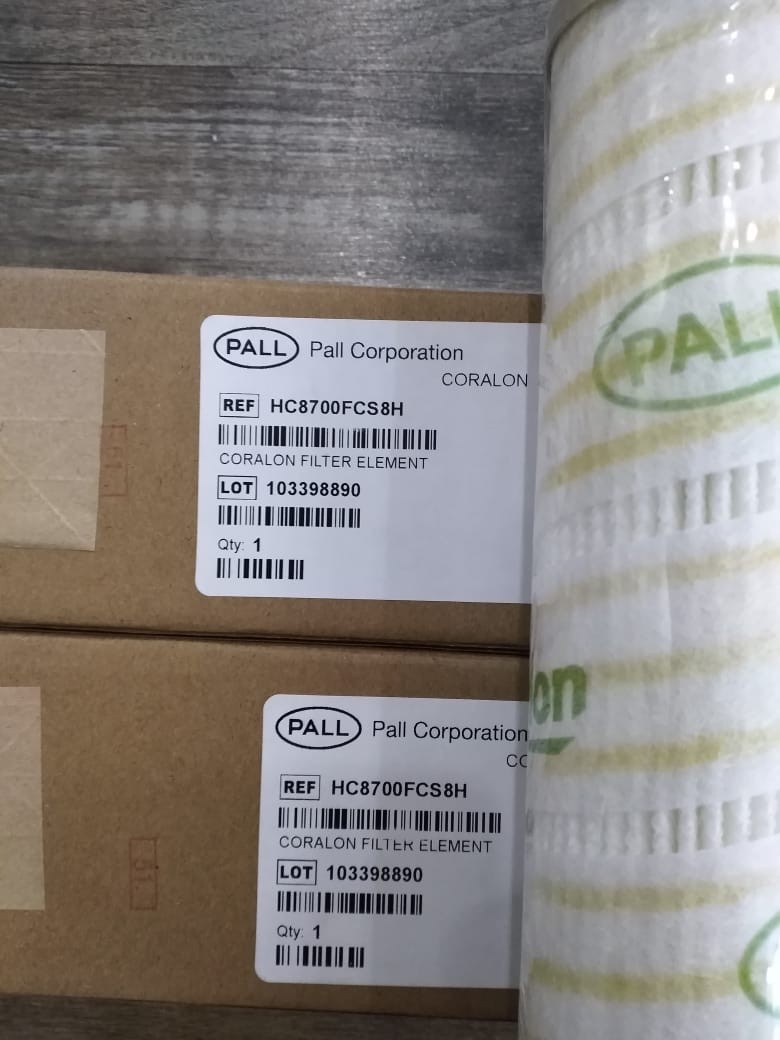 PALL Pall Corporation
CORALON
REF HC8700FCS8H
CORALON FILTER ELEMENT
LOT 103398890
Qty: 1
PALL Pall Corporation
REF HC8700FCS8H
CORALON FILTER ELEMENT
LOT 103398890
Qty: 1
PALL
on